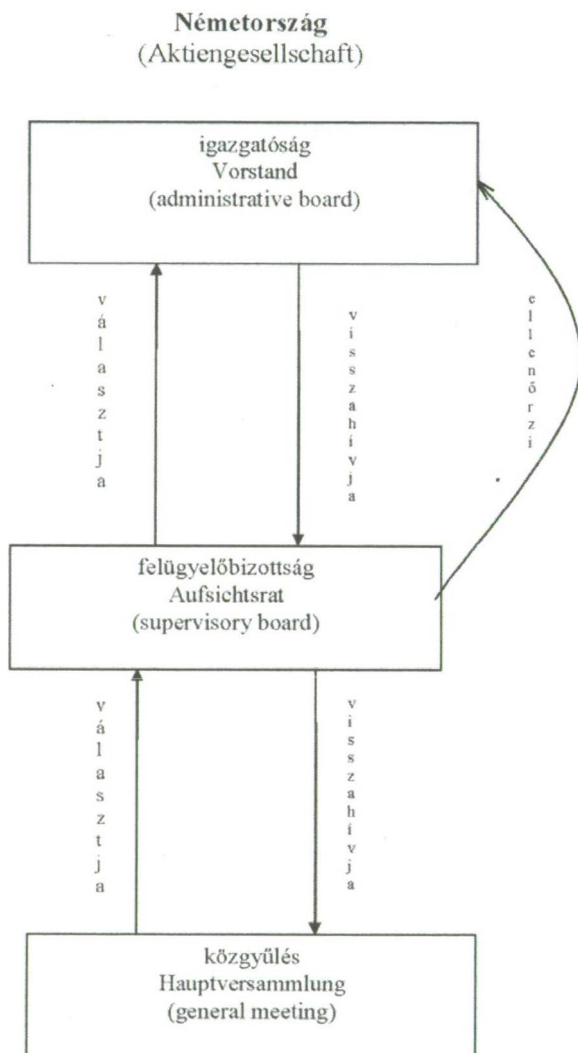 Németország
(Aktiengesellschaft)
igazgatóság
Vorstand
(administrative board)
választja
visszahívja
ellenőrzi
felügyelőbizottság
Aufsichtsrat
(supervisory board)
választja
visszahívja
közgyűlés
Hauptversammlung
(general meeting)